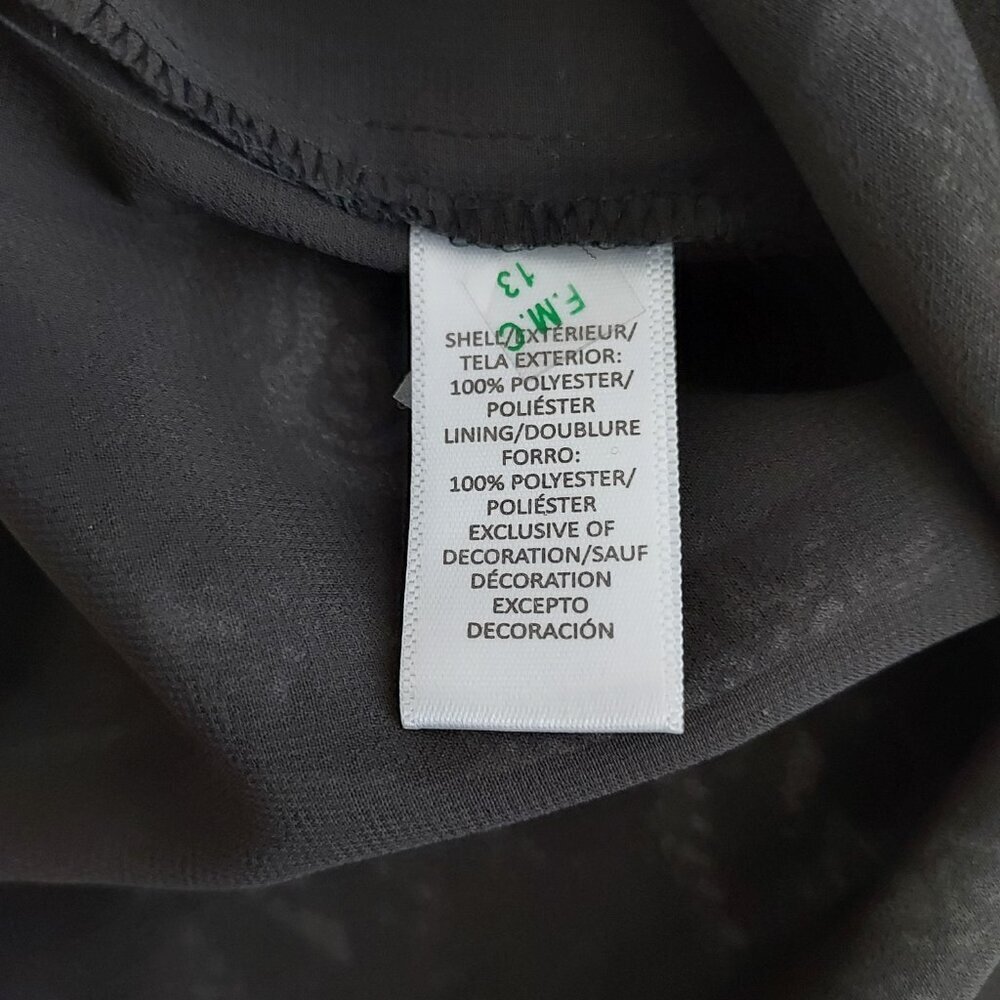 F.M.C
13
SHELL/EXTÉRIEUR/
TELA EXTERIOR:
100% POLYESTER/
POLIÉSTER
LINING/DOUBLURE
FORRO:
100% POLYESTER/
POLIÉSTER
EXCLUSIVE OF
DECORATION/SAUF
DÉCORATION
EXCEPTO
DECORACIÓN